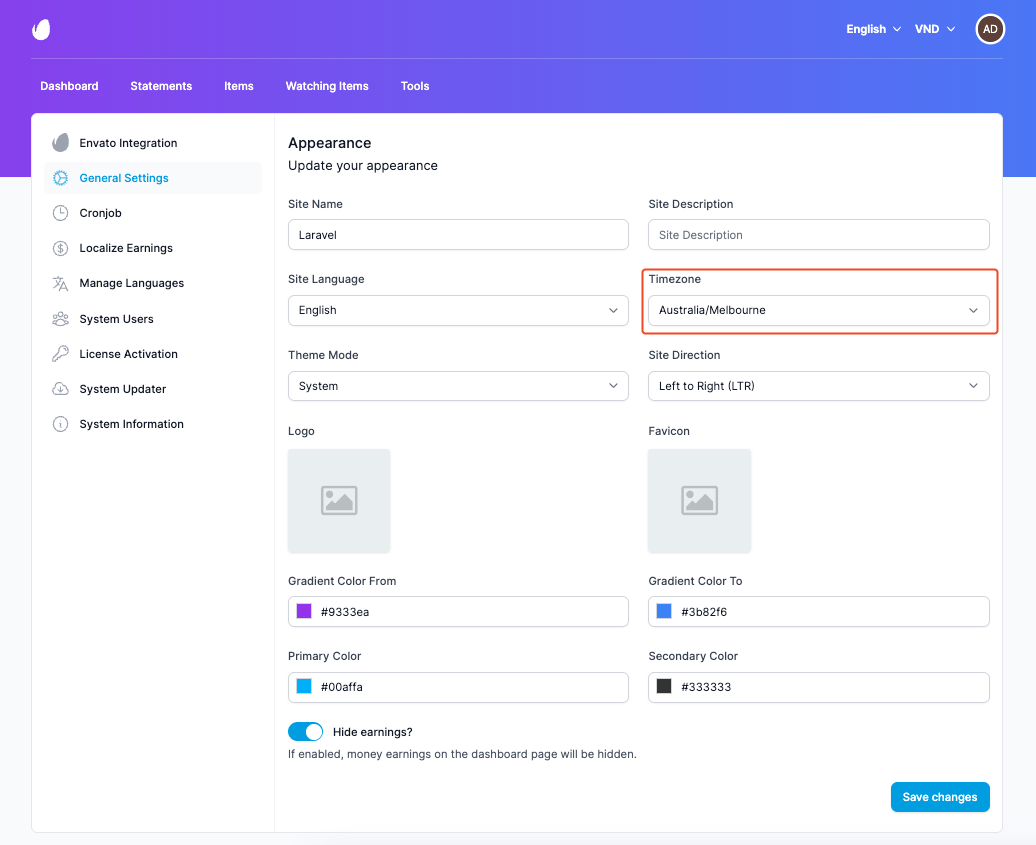 English
VND
AD
Dashboard
Statements
Items
Watching Items
Tools
Envato Integration
General Settings
Cronjob
Localize Earnings
Manage Languages
System Users
License Activation
System Updater
System Information
Appearance
Update your appearance
Site Name
Laravel
Site Description
Site Description
Site Language
English
Timezone
Australia/Melbourne
Theme Mode
System
Site Direction
Left to Right (LTR)
Logo
Favicon
Gradient Color From
#9333ea
Gradient Color To
#3b82f6
Primary Color
#00affa
Secondary Color
#333333
Hide earnings?
If enabled, money earnings on the dashboard page will be hidden.
Save changes